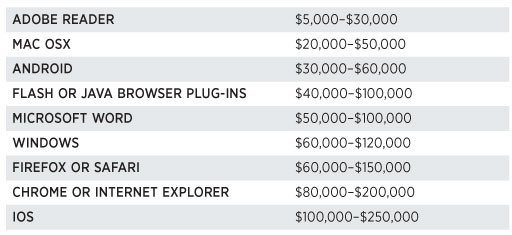 ADOBE READER $5,000–$30,000
MAC OSX $20,000–$50,000
ANDROID $30,000–$60,000
FLASH OR JAVA BROWSER PLUG-INS $40,000–$100,000
MICROSOFT WORD $50,000–$100,000
WINDOWS $60,000–$120,000
FIREFOX OR SAFARI $60,000–$150,000
CHROME OR INTERNET EXPLORER $80,000–$200,000
IOS $100,000–$250,000